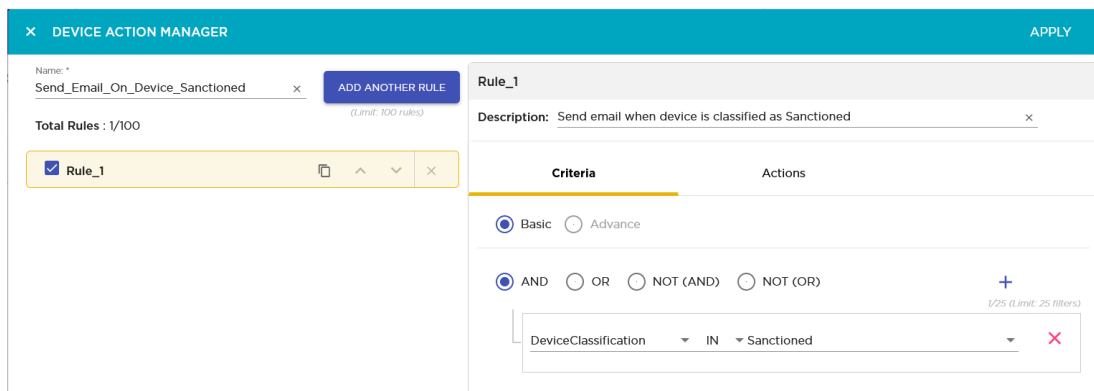 × DEVICE ACTION MANAGER APPLY
Name: *
Send_Email_On_Device_Sanctioned ×
ADD ANOTHER RULE
(Limit: 100 rules)
Total Rules : 1/100
Rule_1
Rule_1
Description: Send email when device is classified as Sanctioned ×
Criteria Actions
Basic Advance
AND OR NOT (AND) NOT (OR) +
1/25 (Limit: 25 filters)
DeviceClassification IN Sanctioned ×